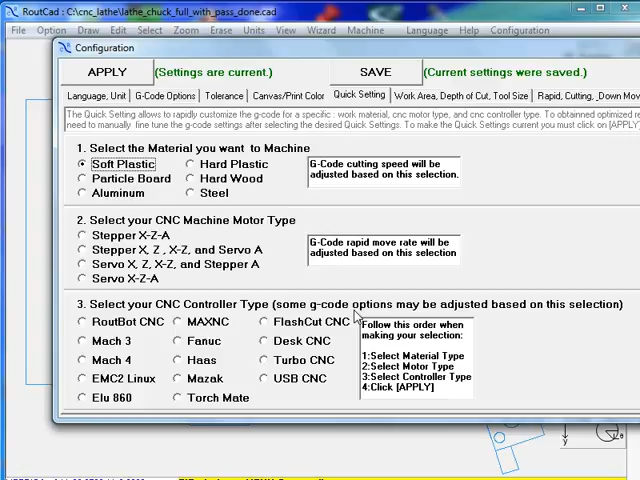 RoutCad: C:\cnc_lathe\lathe_chuck_full_with_pass_done.cad
File Option Draw Edit Select Zoom Erase Units View Wizard Machine Language Help Configuration
Configuration
APPLY (Settings are current.) SAVE (Current settings were saved.)
Language, Unit G-Code Options Tolerance Canvas/Print Color Quick Setting Work Area, Depth of Cut, Tool Size Rapid, Cutting, _Down Mov
The Quick Setting allows to rapidly customize the g-code for a specific : work material, cnc motor type, and cnc controller type. To obtained optimized re
need to manually fine tune the g-code settings after selecting the desired Quick Settings. To make the Quick Settings current you must click on [APPLY]
1. Select the Material you want to Machine
Soft Plastic Hard Plastic
Particle Board Hard Wood
Aluminum Steel
G-Code cutting speed will be
adjusted based on this selection.
2. Select your CNC Machine Motor Type
Stepper X-Z-A
Stepper X, Z , X-Z, and Servo A
Servo X, Z, X-Z, and Stepper A
Servo X-Z-A
G-Code rapid move rate will be
adjusted based on this selection
3. Select your CNC Controller Type (some g-code options may be adjusted based on this selection)
RoutBot CNC MAXNC FlashCut CNC
Mach 3 Fanuc Desk CNC
Mach 4 Haas Turbo CNC
EMC2 Linux Mazak USB CNC
Elu 860 Torch Mate
Follow this order when
making your selection:
1:Select Material Type
2:Select Motor Type
3:Select Controller Type
4:Click [APPLY]
y
x